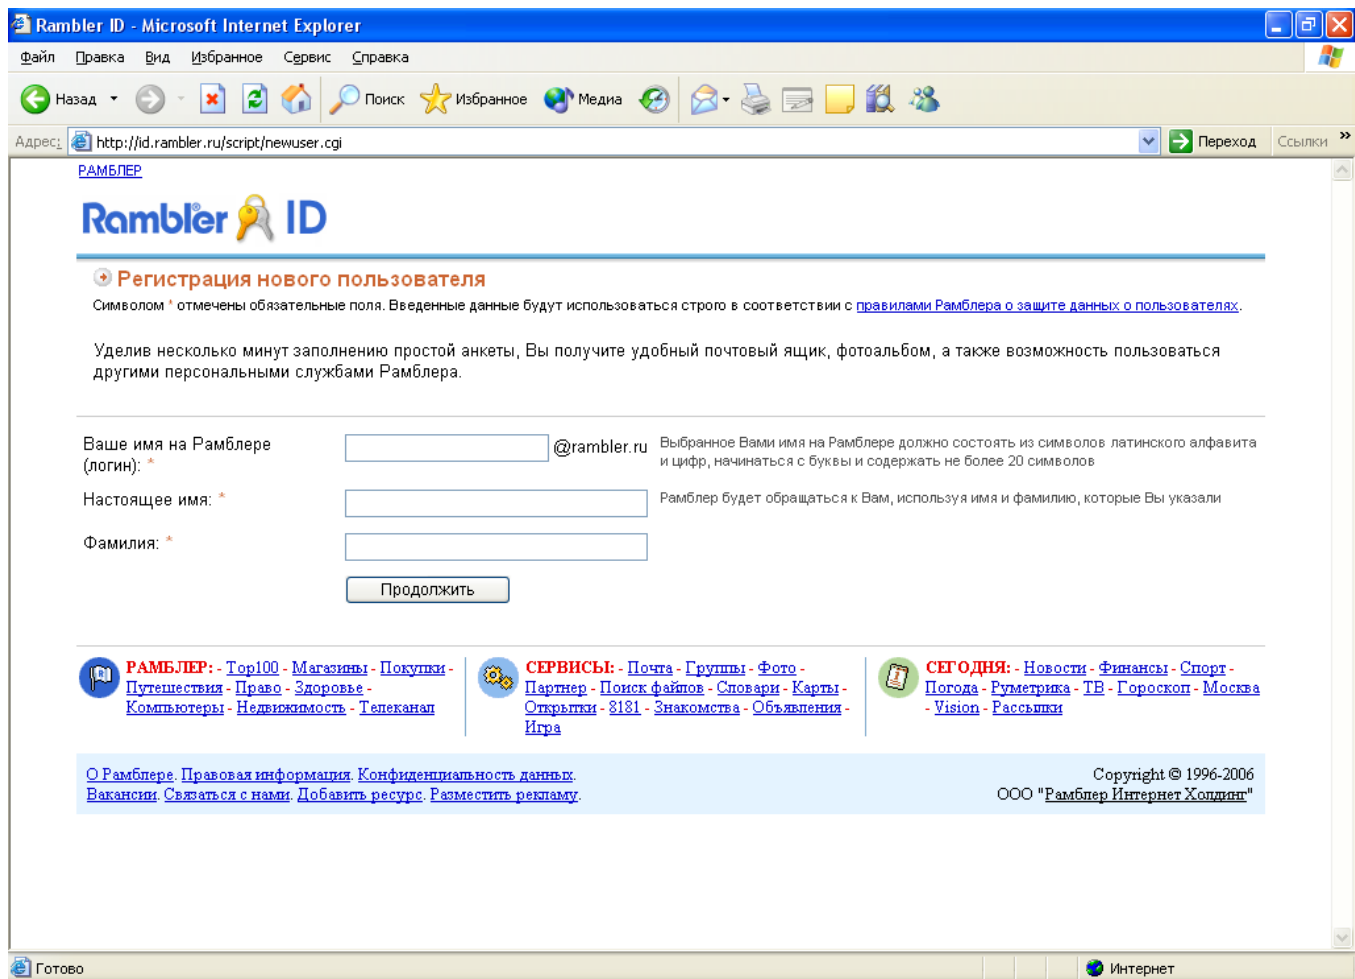 Rambler ID - Microsoft Internet Explorer
Файл Правка Вид Избранное Сервис Справка
Назад Поиск Избранное Медиа
Адрес: http://id.rambler.ru/script/newuser.cgi Переход Ссылки »
РАМБЛЕР
Rambler ID
Регистрация нового пользователя
Символом * отмечены обязательные поля. Введенные данные будут использоваться строго в соответствии с правилами Рамблера о защите данных о пользователях.
Уделив несколько минут заполнению простой анкеты, Вы получите удобный почтовый ящик, фотоальбом, а также возможность пользоваться
другими персональными службами Рамблера.
Ваше имя на Рамблере
(логин): *
@rambler.ru
Выбранное Вами имя на Рамблере должно состоять из символов латинского алфавита
и цифр, начинаться с буквы и содержать не более 20 символов
Настоящее имя: *
Рамблер будет обращаться к Вам, используя имя и фамилию, которые Вы указали
Фамилия: *
Продолжить
РАМБЛЕР: - Top100 - Магазины - Покупки -
Путешествия - Право - Здоровье -
Компьютеры - Недвижимость - Телеканал
СЕРВИСЫ: - Почта - Группы - Фото -
Партнер - Поиск файлов - Словари - Карты -
Открытки - 8181 - Знакомства - Объявления -
Игра
СЕГОДНЯ: - Новости - Финансы - Спорт -
Погода - Руметрика - ТВ - Гороскоп - Москва
- Vision - Рассылки
О Рамблере. Правовая информация. Конфиденциальность данных.
Вакансии. Связаться с нами. Добавить ресурс. Разместить рекламу.
Copyright © 1996-2006
ООО "Рамблер Интернет Холдинг"
Готово Интернет